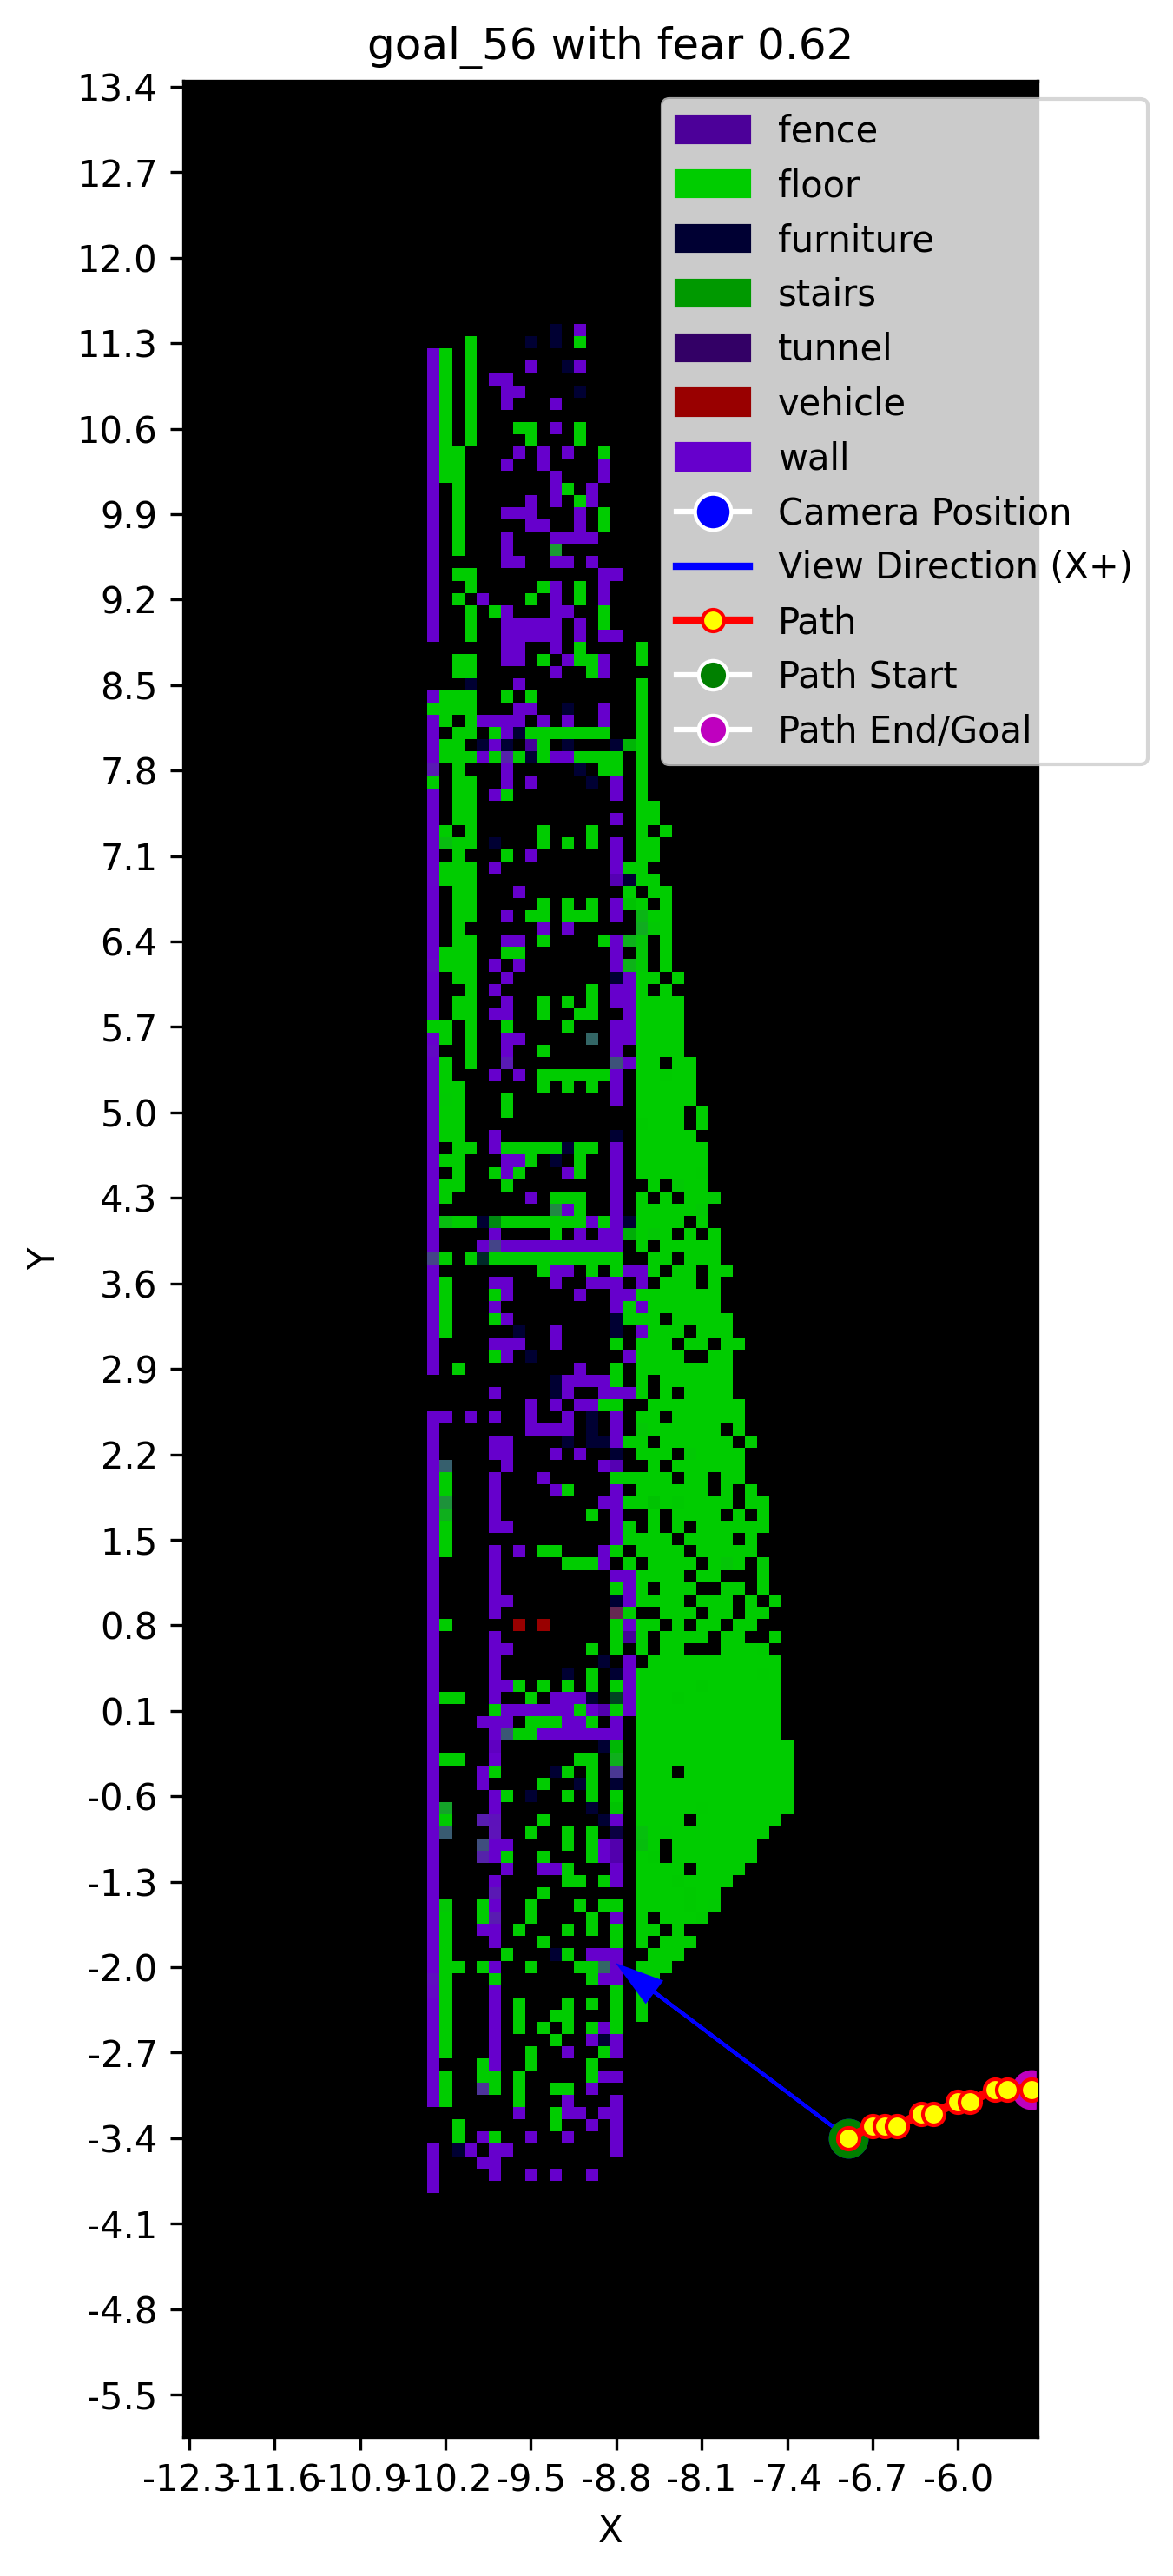 goal_56 with fear 0.62
13.4
12.7
12.0
11.3
10.6
9.9
9.2
8.5
7.8
7.1
6.4
5.7
5.0
4.3
3.6
2.9
2.2
1.5
0.8
0.1
-0.6
-1.3
-2.0
-2.7
-3.4
-4.1
-4.8
-5.5
Y
fence
floor
furniture
stairs
tunnel
vehicle
wall
Camera Position
View Direction (X+)
Path
Path Start
Path End/Goal
-12.3 -11.6 -10.9 -10.2 -9.5 -8.8 -8.1 -7.4 -6.7 -6.0
X